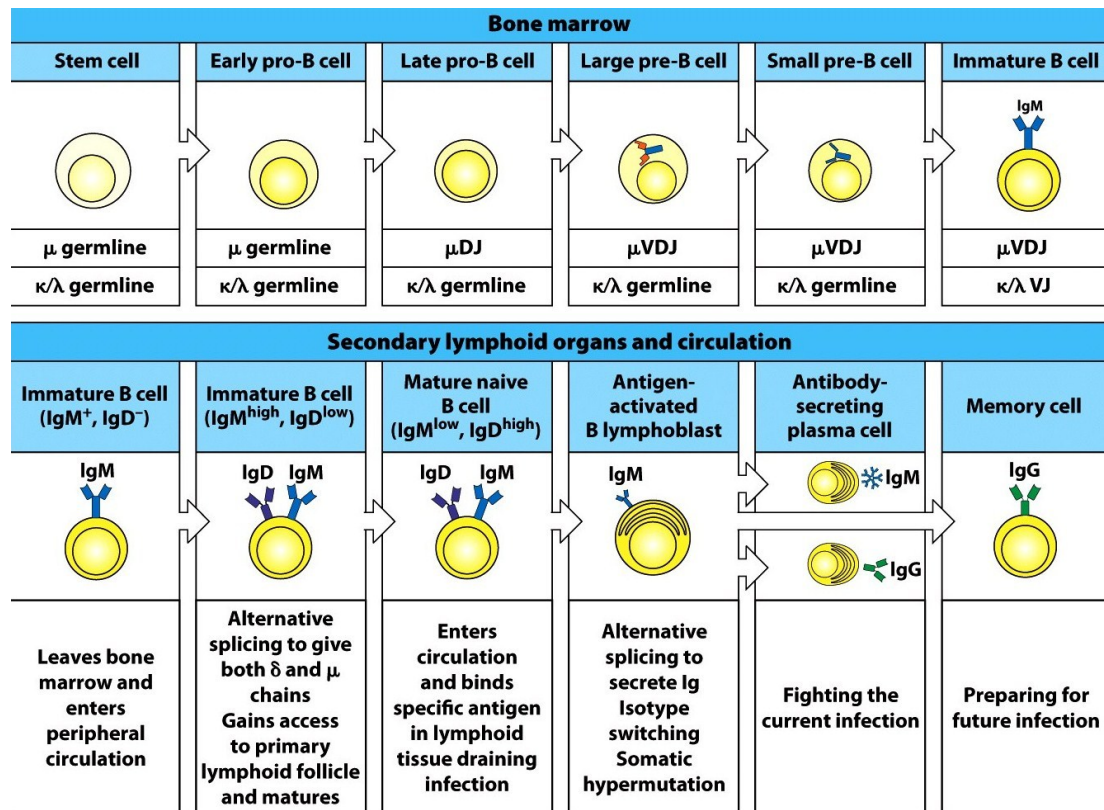 Bone marrow
Stem cell
Early pro-B cell
Late pro-B cell
Large pre-B cell
Small pre-B cell
Immature B cell
IgM
μ germline
μ germline
μDJ
μVDJ
μVDJ
μVDJ
κ/λ germline
κ/λ germline
κ/λ germline
κ/λ germline
κ/λ germline
κ/λ VJ
Secondary lymphoid organs and circulation
Immature B cell
(IgM⁺, IgD⁻)
Immature B cell
(IgMʰⁱᵍʰ, IgDˡᵒʷ)
Mature naive
B cell
(IgMˡᵒʷ, IgDʰⁱᵍʰ)
Antigen-
activated
B lymphoblast
Antibody-
secreting
plasma cell
Memory cell
IgM
IgD IgM
IgD IgM
IgM
IgM
IgG
IgG
Leaves bone
marrow and
enters
peripheral
circulation
Alternative
splicing to give
both δ and μ
chains
Gains access
to primary
lymphoid follicle
and matures
Enters
circulation
and binds
specific antigen
in lymphoid
tissue draining
infection
Alternative
splicing to
secrete Ig
Isotype
switching
Somatic
hypermutation
Fighting the
current infection
Preparing for
future infection